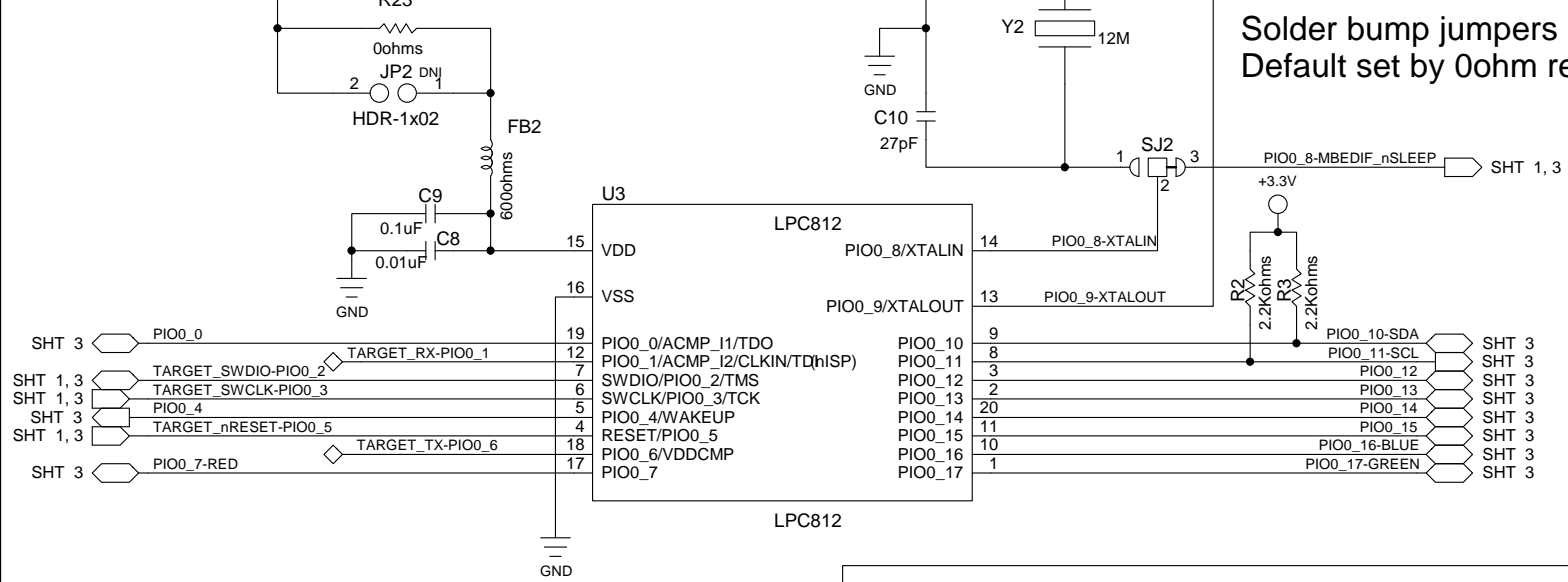 R23
0ohms
JP2 DNI
2 1
HDR-1x02
FB2
600ohms
C9
0.1uF
C8
0.01uF
GND
Y2
12M
GND
C10
27pF
Solder bump jumpers
Default set by 0ohm re
SJ2
1 3
2
PIO0_8-MBEDIF_nSLEEP
SHT 1, 3
+3.3V
R2
2.2Kohms
R3
2.2Kohms
U3
LPC812
15 VDD
PIO0_8/XTALIN 14 PIO0_8-XTALIN
16 VSS
PIO0_9/XTALOUT 13 PIO0_9-XTALOUT
SHT 3 PIO0_0 19 PIO0_0/ACMP_I1/TDO
TARGET_RX-PIO0_1 12 PIO0_1/ACMP_I2/CLKIN/TDI(nISP)
SHT 1, 3 TARGET_SWDIO-PIO0_2 7 SWDIO/PIO0_2/TMS
SHT 1, 3 TARGET_SWCLK-PIO0_3 6 SWCLK/PIO0_3/TCK
SHT 3 PIO0_4 5 PIO0_4/WAKEUP
SHT 1, 3 TARGET_nRESET-PIO0_5 4 RESET/PIO0_5
TARGET_TX-PIO0_6 18 PIO0_6/VDDCMP
SHT 3 PIO0_7-RED 17 PIO0_7
PIO0_10 9 PIO0_10-SDA SHT 3
PIO0_11 8 PIO0_11-SCL SHT 3
PIO0_12 3 PIO0_12 SHT 3
PIO0_13 2 PIO0_13 SHT 3
PIO0_14 20 PIO0_14 SHT 3
PIO0_15 11 PIO0_15 SHT 3
PIO0_16 10 PIO0_16-BLUE SHT 3
PIO0_17 1 PIO0_17-GREEN SHT 3
LPC812
GND